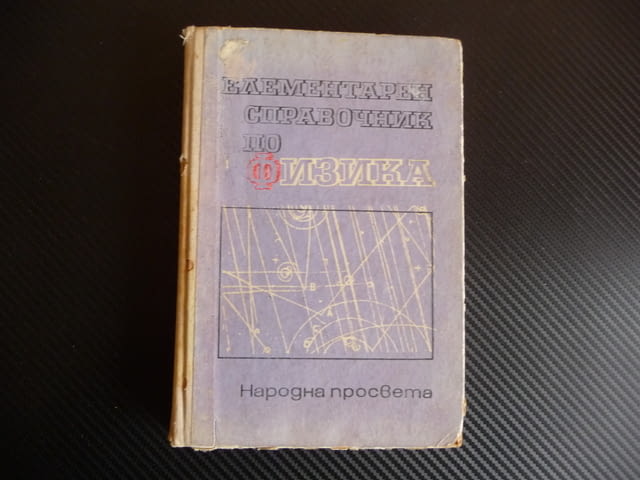 ЕЛЕМЕНТАРЕН
СПРАВОЧНИК
ПО
ФИЗИКА
B
A
C
Народна просвета